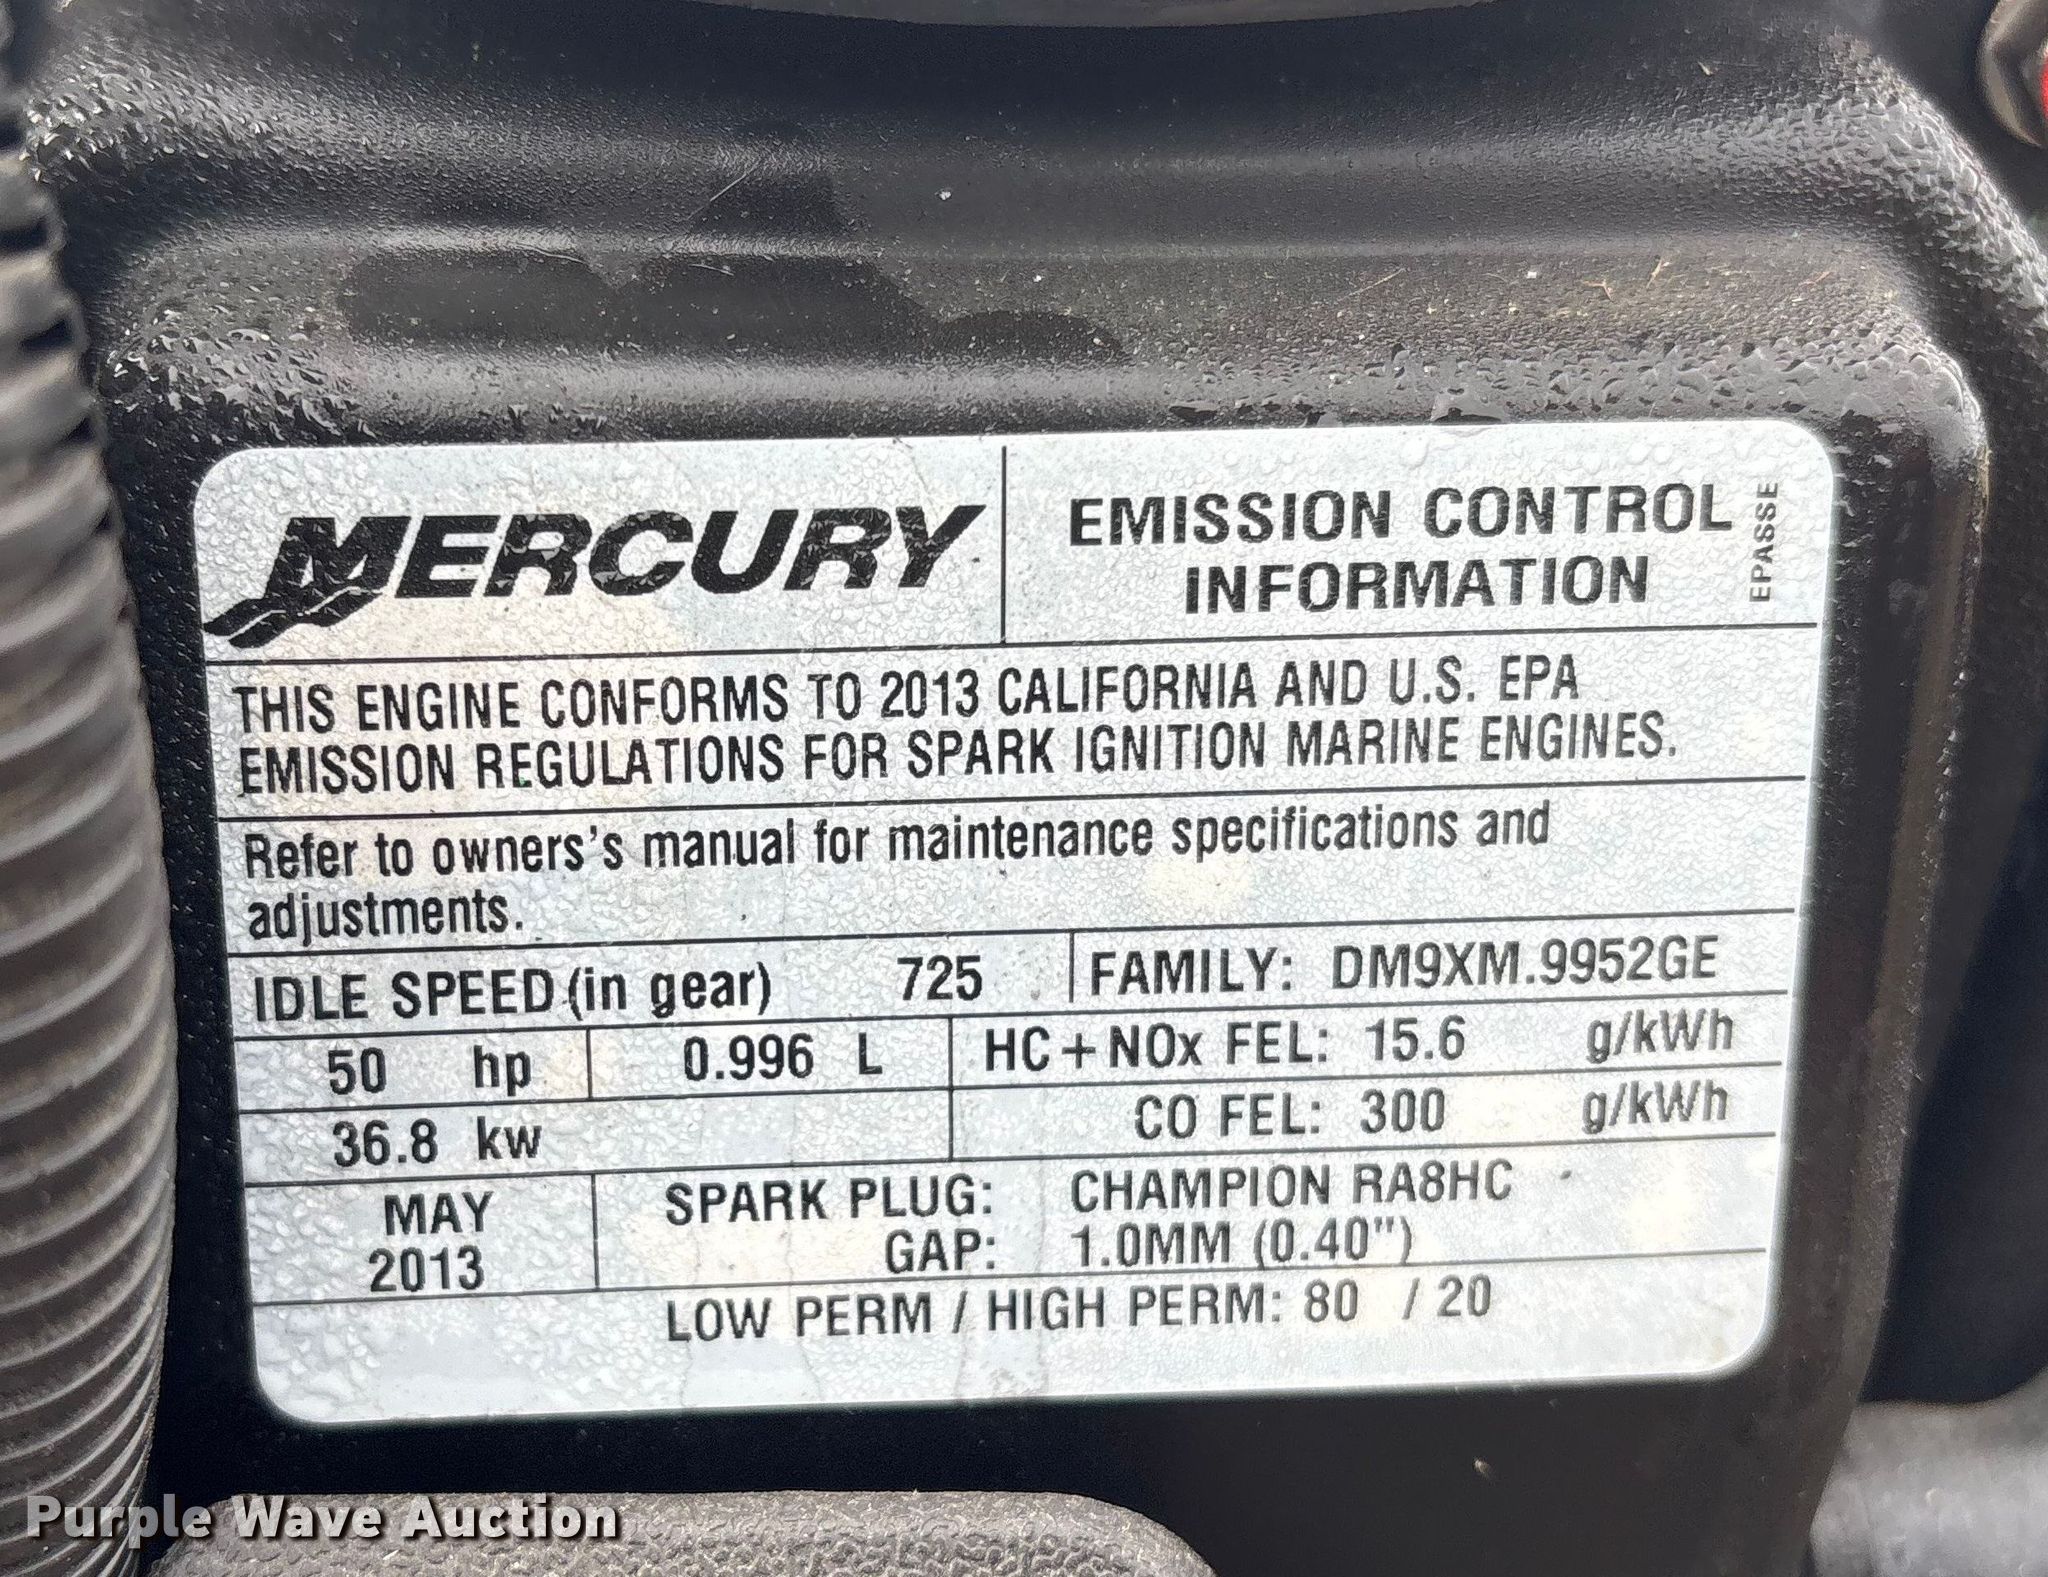 MERCURY
EMISSION CONTROL
INFORMATION
EPASSE
THIS ENGINE CONFORMS TO 2013 CALIFORNIA AND U.S. EPA
EMISSION REGULATIONS FOR SPARK IGNITION MARINE ENGINES.
Refer to owners's manual for maintenance specifications and
adjustments.
IDLE SPEED (in gear) 725 FAMILY: DM9XM.9952GE
50 hp 0.996 L HC+NOx FEL: 15.6 g/kWh
36.8 kw CO FEL: 300 g/kWh
MAY
2013
SPARK PLUG: CHAMPION RA8HC
GAP: 1.0MM (0.40")
LOW PERM / HIGH PERM: 80 / 20
Purple Wave Auction